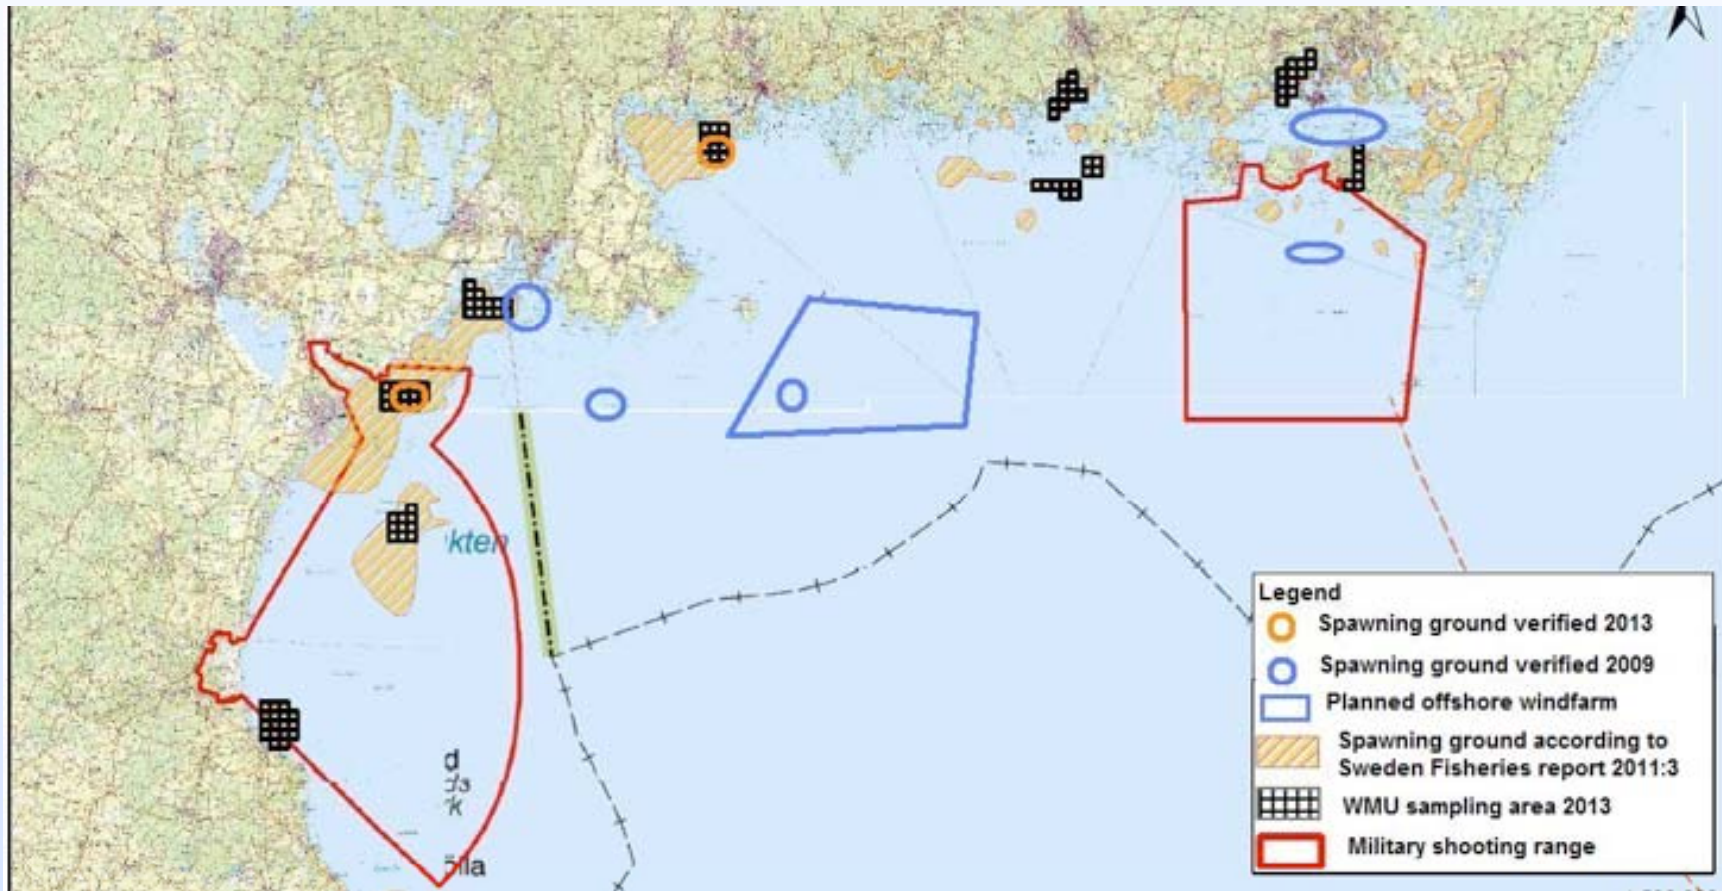 kten
d
k
illa
Legend
Spawning ground verified 2013
Spawning ground verified 2009
Planned offshore windfarm
Spawning ground according to
Sweden Fisheries report 2011:3
WMU sampling area 2013
Military shooting range